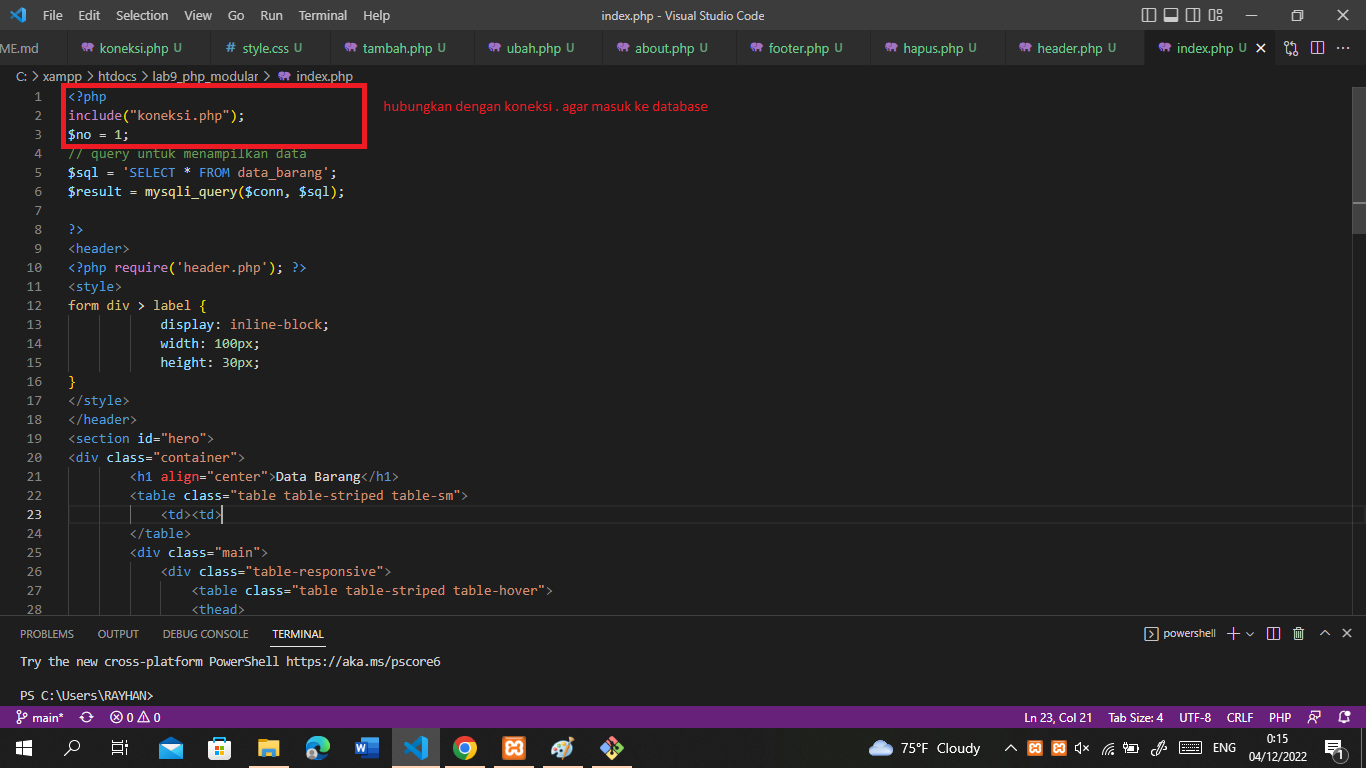 File Edit Selection View Go Run Terminal Help index.php - Visual Studio Code
ME.md koneksi.php U # style.css U tambah.php U ubah.php U about.php U footer.php U hapus.php U header.php U index.php U
C: > xampp > htdocs > lab9_php_modular > index.php
1 <?php
hubungkan dengan koneksi . agar masuk ke database
2 include("koneksi.php");
3 $no = 1;
4 // query untuk menampilkan data
5 $sql = 'SELECT * FROM data_barang';
6 $result = mysqli_query($conn, $sql);
7
8 ?>
9 <header>
10 <?php require('header.php'); ?>
11 <style>
12 form div > label {
13 display: inline-block;
14 width: 100px;
15 height: 30px;
16 }
17 </style>
18 </header>
19 <section id="hero">
20 <div class="container">
21 <h1 align="center">Data Barang</h1>
22 <table class="table table-striped table-sm">
23 <td><td>
24 </table>
25 <div class="main">
26 <div class="table-responsive">
27 <table class="table table-striped table-hover">
28 <thead>
PROBLEMS OUTPUT DEBUG CONSOLE TERMINAL powershell
Try the new cross-platform PowerShell https://aka.ms/pscore6
PS C:\Users\RAYHAN>
main* 0 0 Ln 23, Col 21 Tab Size: 4 UTF-8 CRLF PHP
75°F Cloudy ENG 0:15
04/12/2022 1